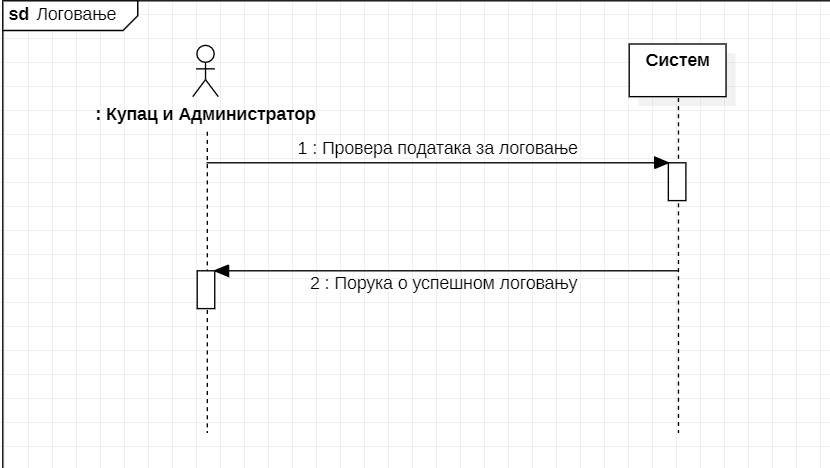 sd Логовање
Систем
: Купац и Администратор
1 : Провера података за логовање
2 : Порука о успешном логовању